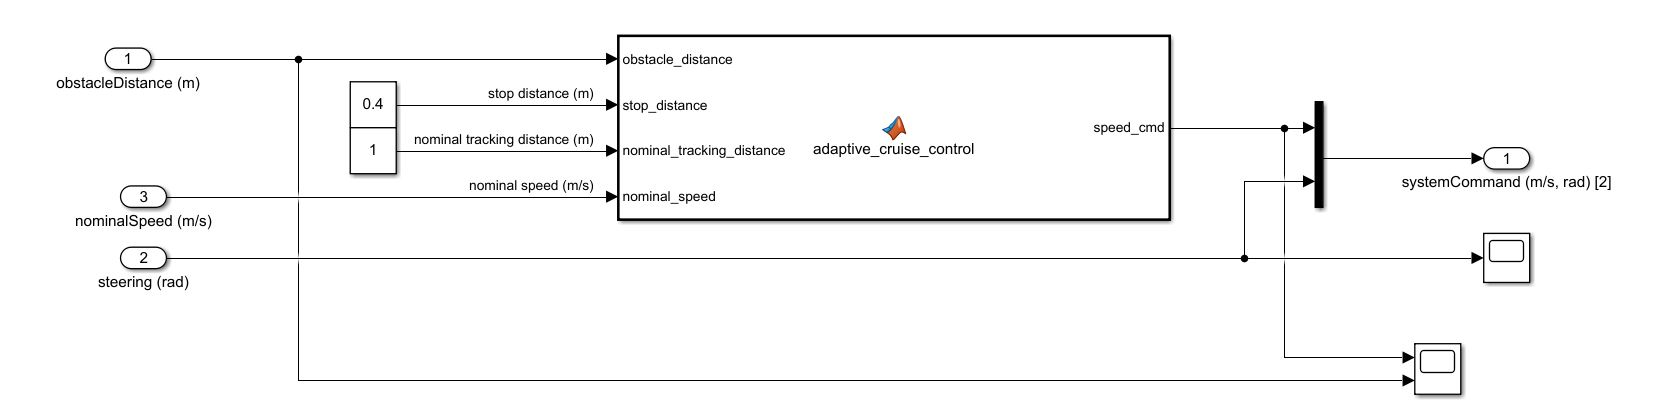 1
obstacleDistance (m)
0.4
stop distance (m)
1
nominal tracking distance (m)
3
nominalSpeed (m/s)
nominal speed (m/s)
2
steering (rad)
obstacle_distance
stop_distance
nominal_tracking_distance
nominal_speed
adaptive_cruise_control
speed_cmd
1
systemCommand (m/s, rad) [2]